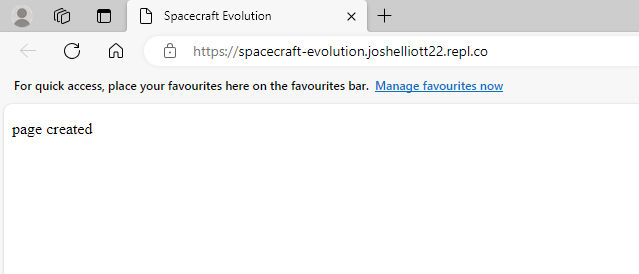 Spacecraft Evolution
https://spacecraft-evolution.joshelliott22.repl.co
For quick access, place your favourites here on the favourites bar. Manage favourites now
page created